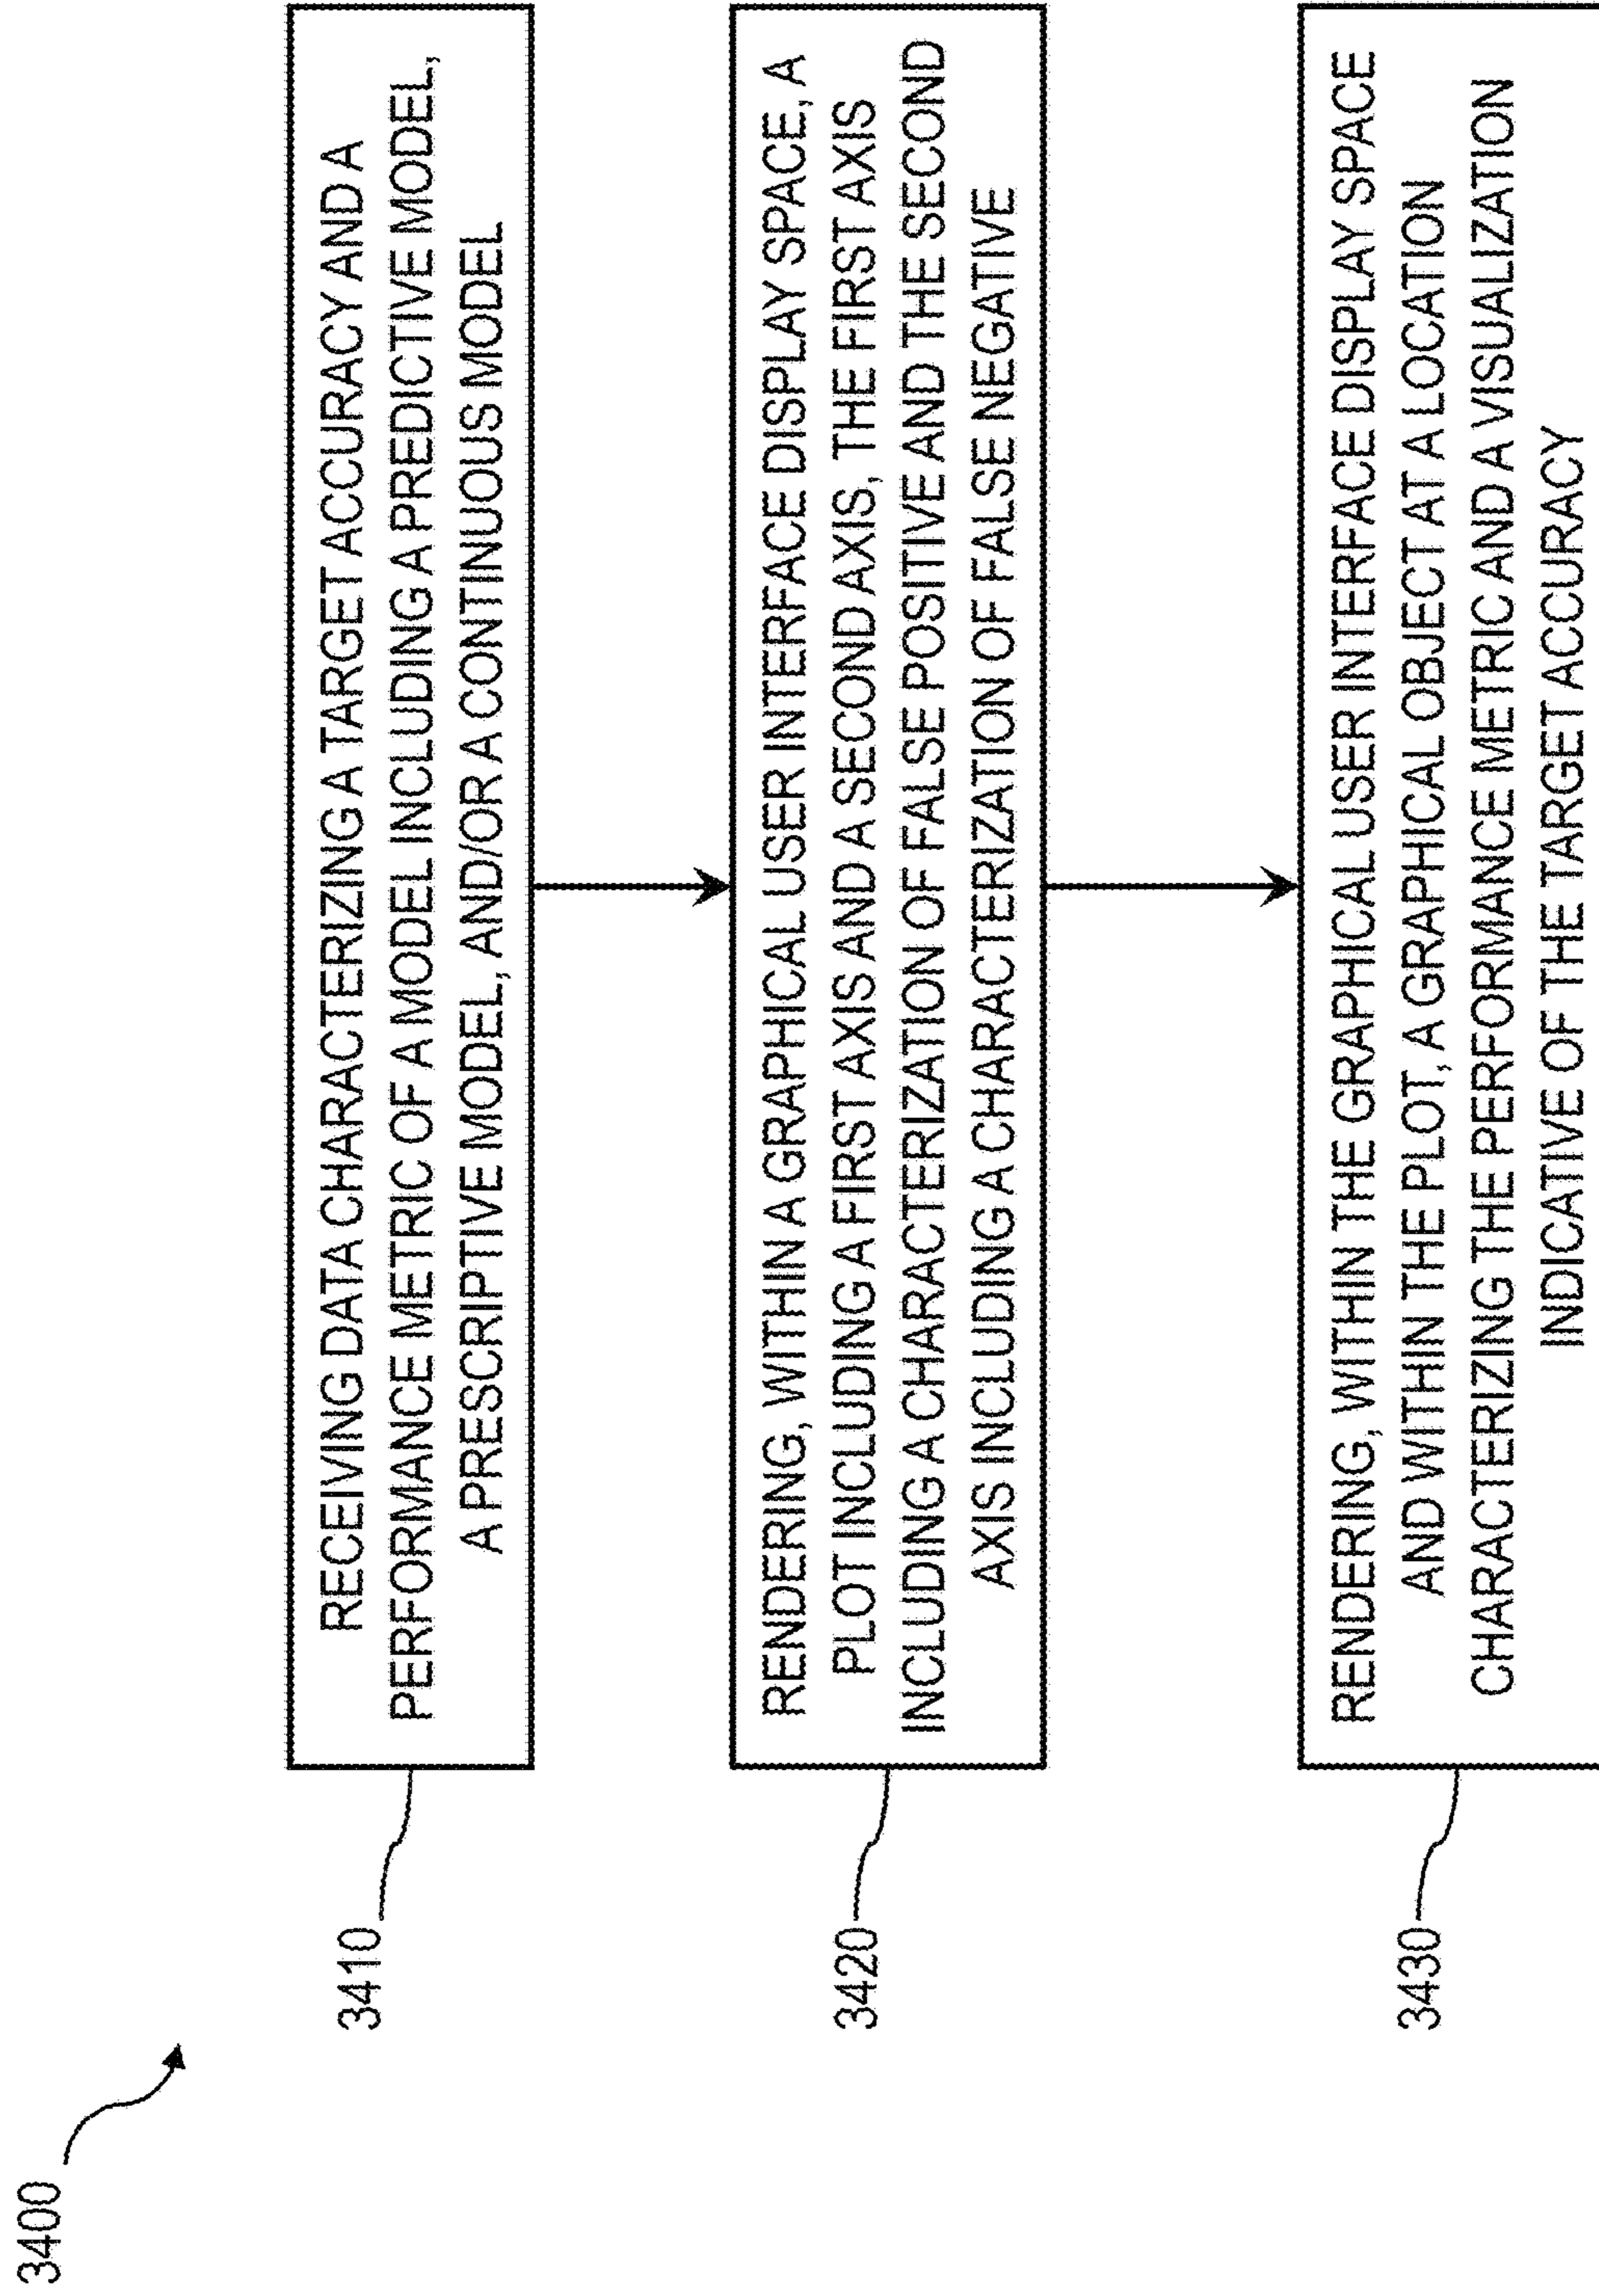 3400
3410
RECEIVING DATA CHARACTERIZING A TARGET ACCURACY AND A
PERFORMANCE METRIC OF A MODEL INCLUDING A PREDICTIVE MODEL,
A PRESCRIPTIVE MODEL, AND/OR A CONTINUOUS MODEL
3420
RENDERING, WITHIN A GRAPHICAL USER INTERFACE DISPLAY SPACE, A
PLOT INCLUDING A FIRST AXIS AND A SECOND AXIS, THE FIRST AXIS
INCLUDING A CHARACTERIZATION OF FALSE POSITIVE AND THE SECOND
AXIS INCLUDING A CHARACTERIZATION OF FALSE NEGATIVE
3430
RENDERING, WITHIN THE GRAPHICAL USER INTERFACE DISPLAY SPACE
AND WITHIN THE PLOT, A GRAPHICAL OBJECT AT A LOCATION
CHARACTERIZING THE PERFORMANCE METRIC AND A VISUALIZATION
INDICATIVE OF THE TARGET ACCURACY